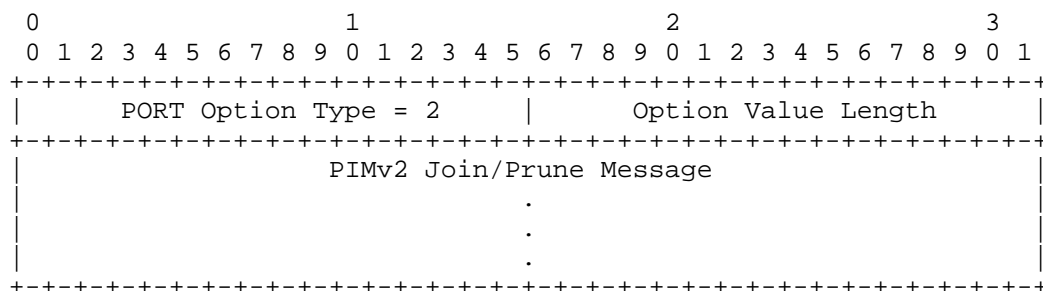 0                   1                   2                   3
 0 1 2 3 4 5 6 7 8 9 0 1 2 3 4 5 6 7 8 9 0 1 2 3 4 5 6 7 8 9 0 1
+-+-+-+-+-+-+-+-+-+-+-+-+-+-+-+-+-+-+-+-+-+-+-+-+-+-+-+-+-+-+-+-+
|      PORT Option Type = 2     |      Option Value Length      |
+-+-+-+-+-+-+-+-+-+-+-+-+-+-+-+-+-+-+-+-+-+-+-+-+-+-+-+-+-+-+-+-+
|                   PIMv2 Join/Prune Message                    |
|                               .                               |
|                               .                               |
|                               .                               |
+-+-+-+-+-+-+-+-+-+-+-+-+-+-+-+-+-+-+-+-+-+-+-+-+-+-+-+-+-+-+-+-+